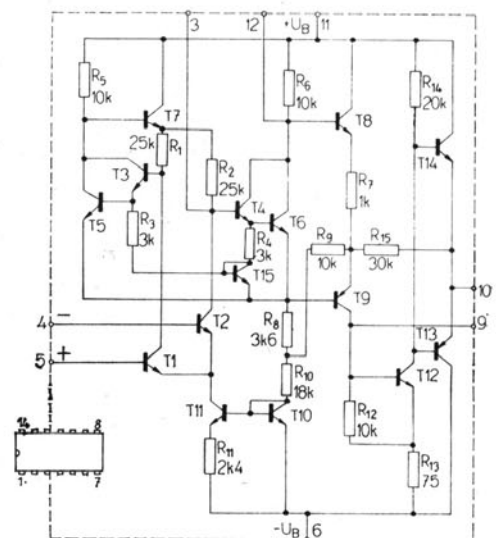 3 12 +U_B 11
R5 10k
R6 10k
R14 20k
T7
T8
25k R1
T14
T3
R2 25k
T4
T6
R7 1k
T5
R3 3k
R4 3k
R9 10k
R15 30k
T15
T9
10
4 −
T2
R8 3k6
9
T13
5 +
T1
R10 18k
T12
T11
T10
R12 10k
14 8
R11 2k4
R13 75
1 7
-U_B 6